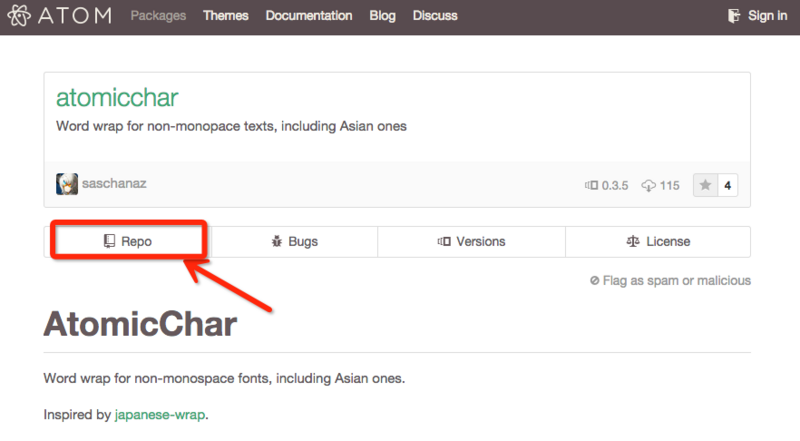 ATOM Packages Themes Documentation Blog Discuss Sign in
atomicchar
Word wrap for non-monopace texts, including Asian ones
saschanaz 0.3.5 115 4
Repo Bugs Versions License
Flag as spam or malicious
AtomicChar
Word wrap for non-monospace fonts, including Asian ones.
Inspired by japanese-wrap.